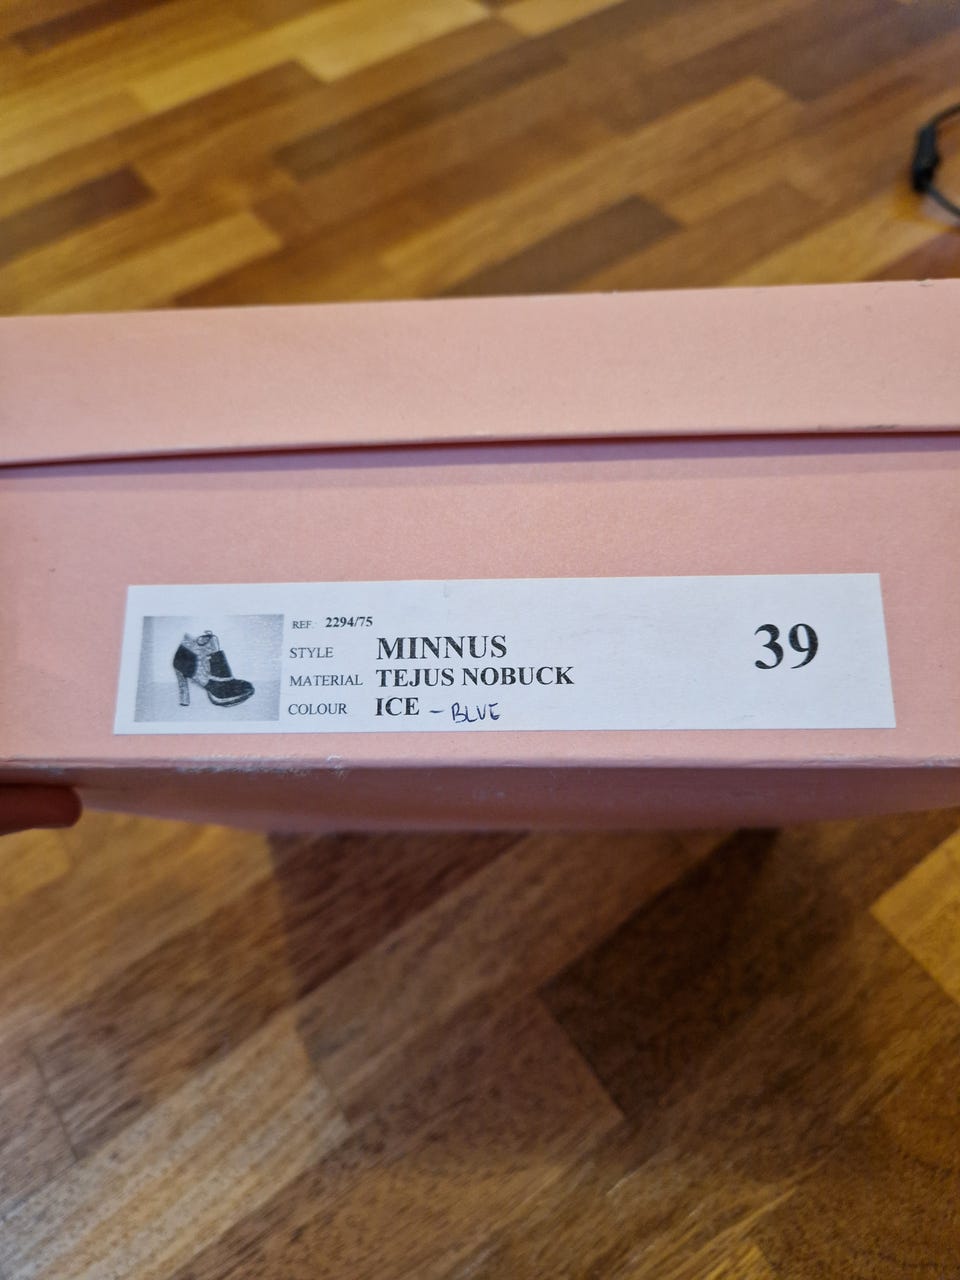 REF: 2294/75
STYLE MINNUS
MATERIAL TEJUS NOBUCK
COLOUR ICE - BLUE
39